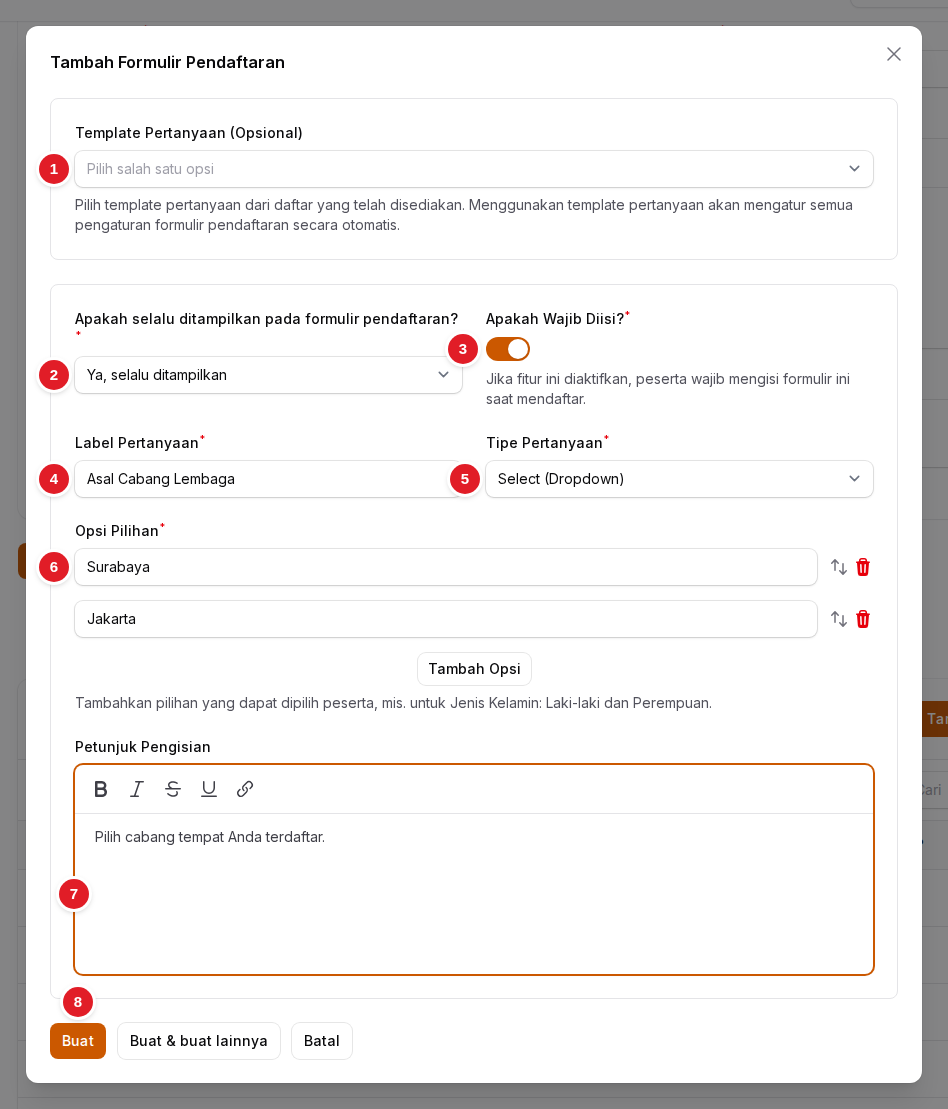 Tambah Formulir Pendaftaran
Template Pertanyaan (Opsional)
1
Pilih salah satu opsi
Pilih template pertanyaan dari daftar yang telah disediakan. Menggunakan template pertanyaan akan mengatur semua
pengaturan formulir pendaftaran secara otomatis.
Apakah selalu ditampilkan pada formulir pendaftaran?
*
2
Ya, selalu ditampilkan
Apakah Wajib Diisi?*
3
Jika fitur ini diaktifkan, peserta wajib mengisi formulir ini
saat mendaftar.
Label Pertanyaan*
4
Asal Cabang Lembaga
Tipe Pertanyaan*
5
Select (Dropdown)
Opsi Pilihan*
6
Surabaya
Jakarta
Tambah Opsi
Tambahkan pilihan yang dapat dipilih peserta, mis. untuk Jenis Kelamin: Laki-laki dan Perempuan.
Tar
Petunjuk Pengisian
B I S U
Cari
Pilih cabang tempat Anda terdaftar.
7
8
Buat
Buat & buat lainnya
Batal